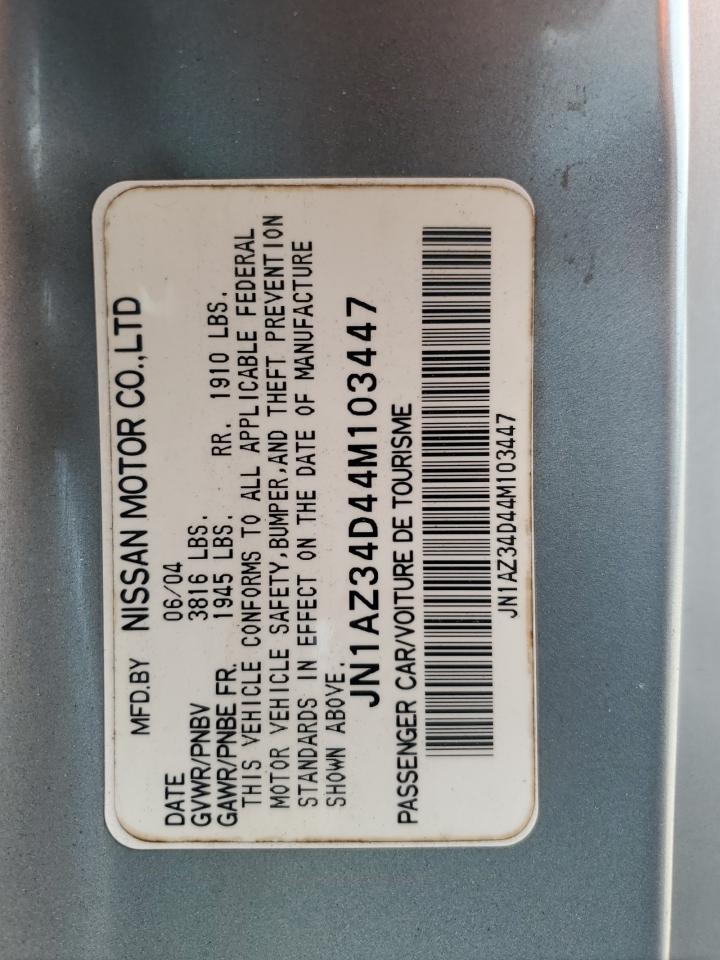 MFD.BY NISSAN MOTOR CO.,LTD
DATE 06/04
GVWR/PNBV 3816 LBS.
GAWR/PNBE FR. 1945 LBS. RR. 1910 LBS.
THIS VEHICLE CONFORMS TO ALL APPLICABLE FEDERAL
MOTOR VEHICLE SAFETY,BUMPER,AND THEFT PREVENTION
STANDARDS IN EFFECT ON THE DATE OF MANUFACTURE
SHOWN ABOVE.
JN1AZ34D44M103447
PASSENGER CAR/VOITURE DE TOURISME
JN1AZ34D44M103447